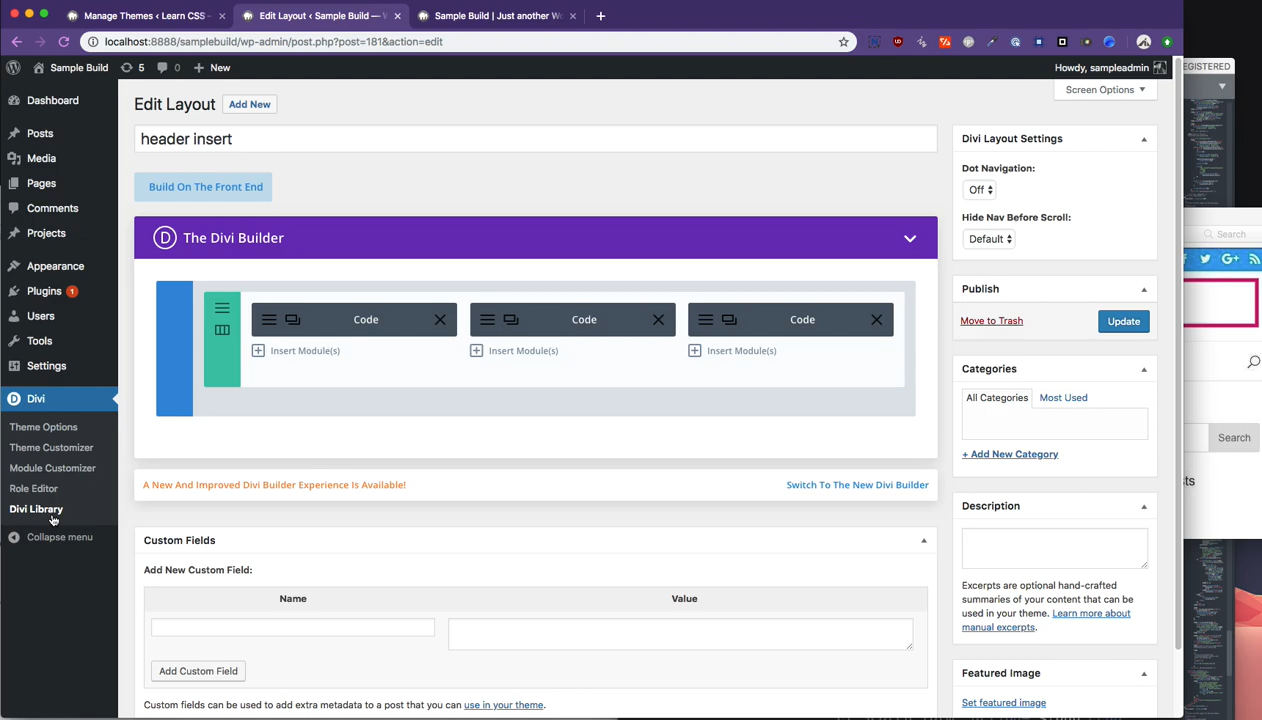 Manage Themes ‹ Learn CSS –
Edit Layout ‹ Sample Build — W
Sample Build | Just another Wo
localhost:8888/samplebuild/wp-admin/post.php?post=181&action=edit
Sample Build
5
0
New
Howdy, sampleadmin
Screen Options
Dashboard
Posts
Media
Pages
Comments
Projects
Appearance
Plugins 1
Users
Tools
Settings
Divi
Theme Options
Theme Customizer
Module Customizer
Role Editor
Divi Library
Collapse menu
Edit Layout
Add New
header insert
Build On The Front End
D The Divi Builder
Code
Code
Code
Insert Module(s)
Insert Module(s)
Insert Module(s)
A New And Improved Divi Builder Experience Is Available!
Switch To The New Divi Builder
Custom Fields
Add New Custom Field:
Name
Value
Add Custom Field
Custom fields can be used to add extra metadata to a post that you can use in your theme.
Divi Layout Settings
Dot Navigation:
Off
Hide Nav Before Scroll:
Default
Publish
Move to Trash
Update
Categories
All Categories
Most Used
+ Add New Category
Description
Excerpts are optional hand-crafted
summaries of your content that can be
used in your theme. Learn more about
manual excerpts.
Featured Image
Set featured image
EGISTERED
Search
G+
Search
sts